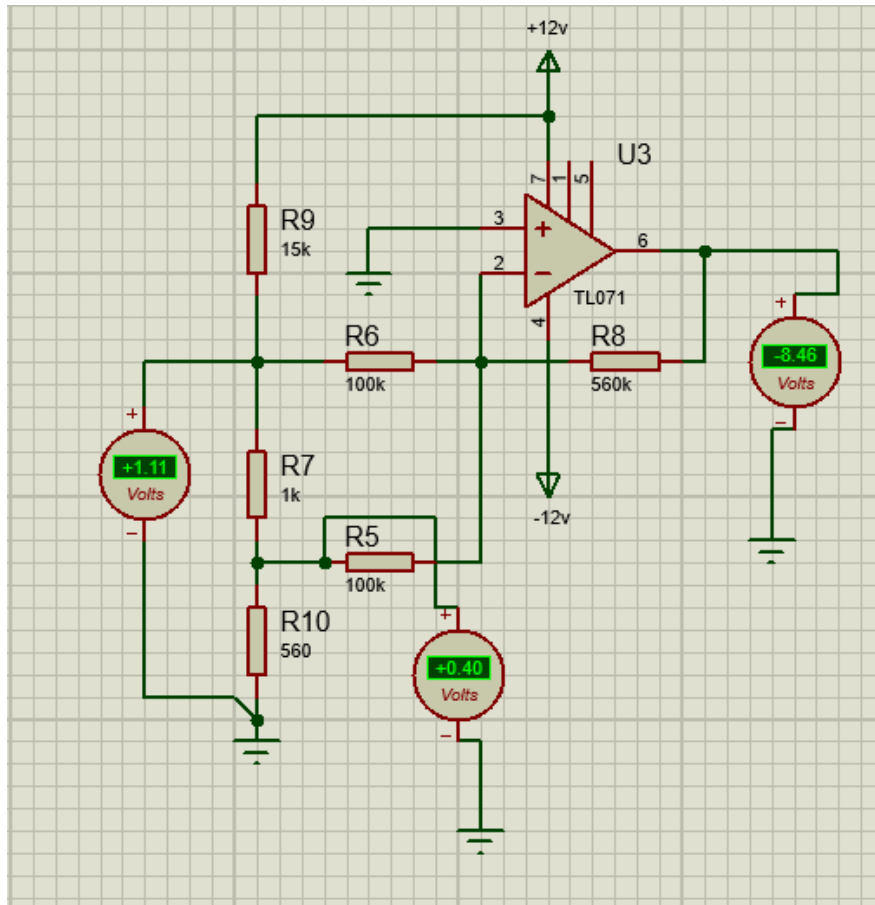 +12v
U3
7
1
5
R9
15k
3
+
6
2
−
TL071
4
R6
100k
R8
560k
+
-8.46
Volts
−
+
+1.11
Volts
−
R7
1k
-12v
R5
100k
R10
560
+
+0.40
Volts
−